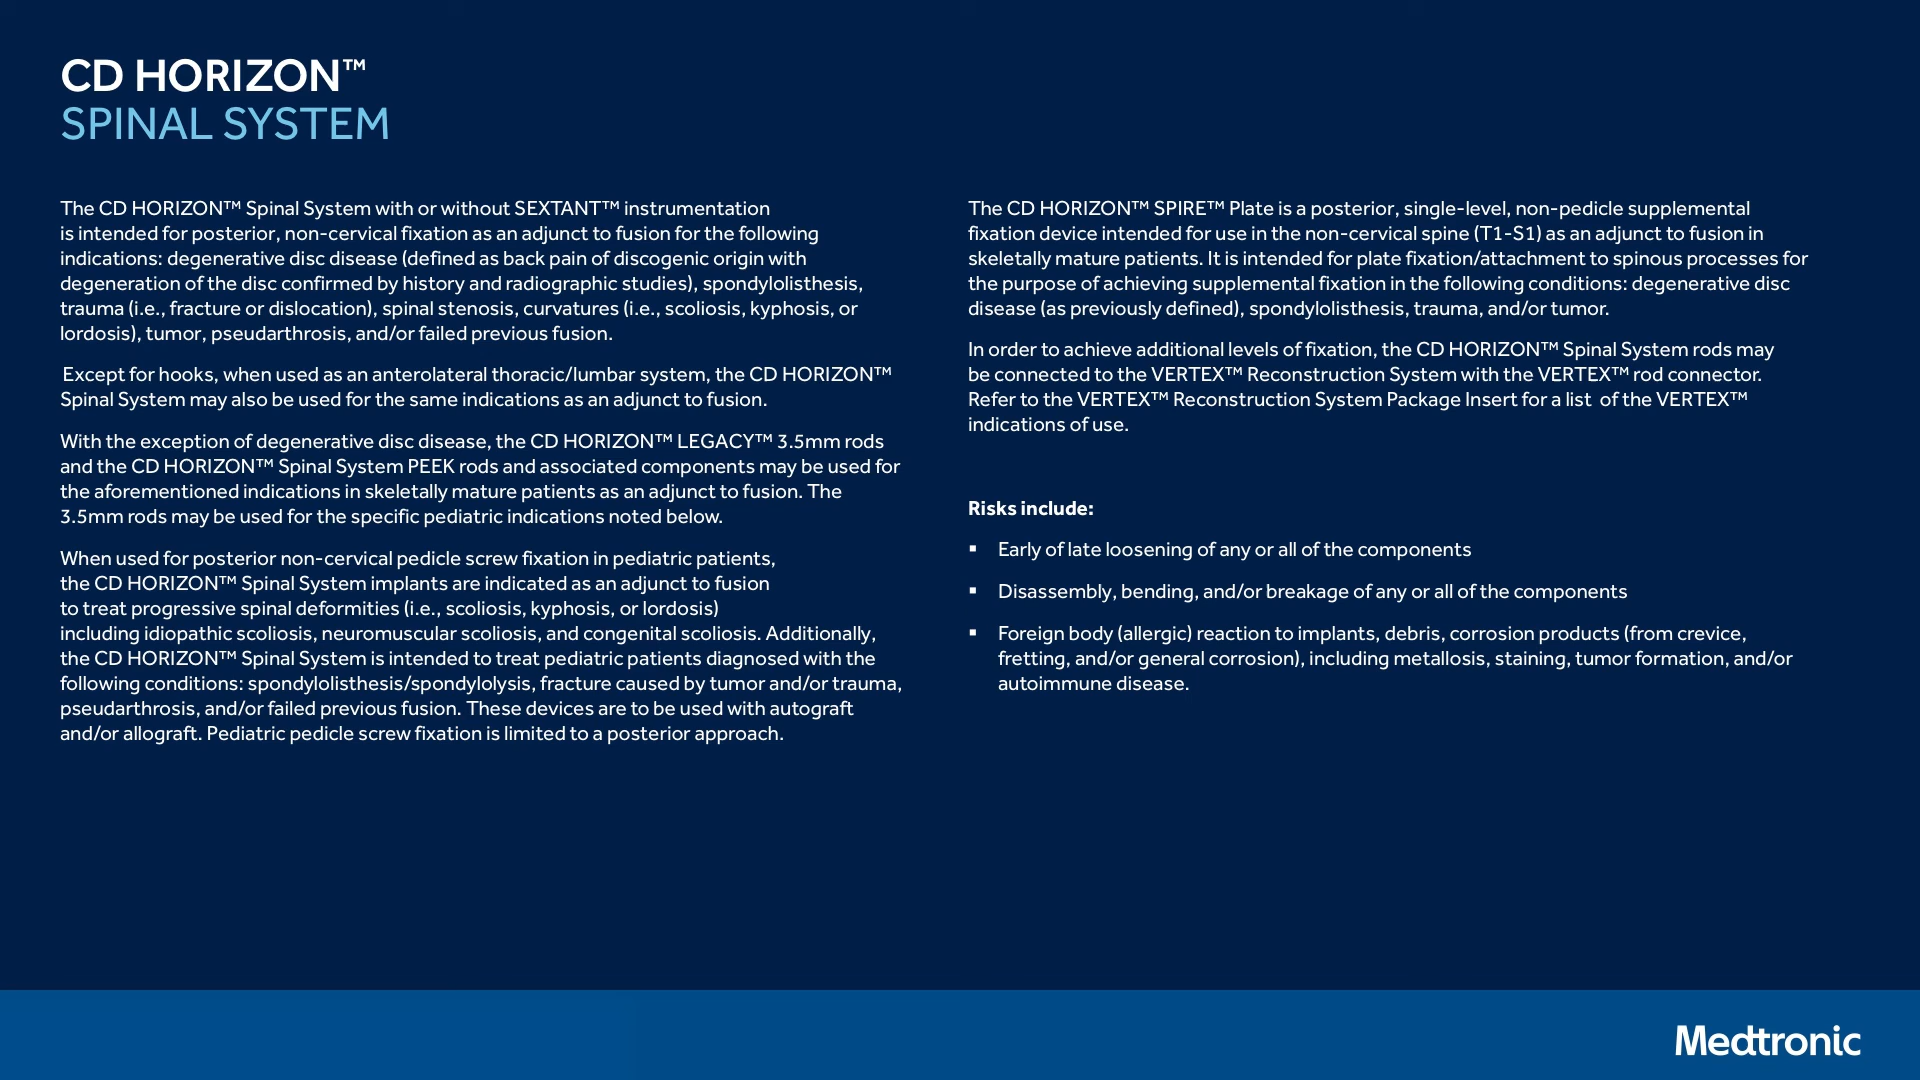 CD HORIZON™
SPINAL SYSTEM
The CD HORIZON™ Spinal System with or without SEXTANT™ instrumentation
is intended for posterior, non-cervical fixation as an adjunct to fusion for the following
indications: degenerative disc disease (defined as back pain of discogenic origin with
degeneration of the disc confirmed by history and radiographic studies), spondylolisthesis,
trauma (i.e., fracture or dislocation), spinal stenosis, curvatures (i.e., scoliosis, kyphosis, or
lordosis), tumor, pseudarthrosis, and/or failed previous fusion.
Except for hooks, when used as an anterolateral thoracic/lumbar system, the CD HORIZON™
Spinal System may also be used for the same indications as an adjunct to fusion.
With the exception of degenerative disc disease, the CD HORIZON™ LEGACY™ 3.5mm rods
and the CD HORIZON™ Spinal System PEEK rods and associated components may be used for
the aforementioned indications in skeletally mature patients as an adjunct to fusion. The
3.5mm rods may be used for the specific pediatric indications noted below.
When used for posterior non-cervical pedicle screw fixation in pediatric patients,
the CD HORIZON™ Spinal System implants are indicated as an adjunct to fusion
to treat progressive spinal deformities (i.e., scoliosis, kyphosis, or lordosis)
including idiopathic scoliosis, neuromuscular scoliosis, and congenital scoliosis. Additionally,
the CD HORIZON™ Spinal System is intended to treat pediatric patients diagnosed with the
following conditions: spondylolisthesis/spondylolysis, fracture caused by tumor and/or trauma,
pseudarthrosis, and/or failed previous fusion. These devices are to be used with autograft
and/or allograft. Pediatric pedicle screw fixation is limited to a posterior approach.
The CD HORIZON™ SPIRE™ Plate is a posterior, single-level, non-pedicle supplemental
fixation device intended for use in the non-cervical spine (T1-S1) as an adjunct to fusion in
skeletally mature patients. It is intended for plate fixation/attachment to spinous processes for
the purpose of achieving supplemental fixation in the following conditions: degenerative disc
disease (as previously defined), spondylolisthesis, trauma, and/or tumor.
In order to achieve additional levels of fixation, the CD HORIZON™ Spinal System rods may
be connected to the VERTEX™ Reconstruction System with the VERTEX™ rod connector.
Refer to the VERTEX™ Reconstruction System Package Insert for a list of the VERTEX™
indications of use.
Risks include:
▪ Early of late loosening of any or all of the components
▪ Disassembly, bending, and/or breakage of any or all of the components
▪ Foreign body (allergic) reaction to implants, debris, corrosion products (from crevice,
fretting, and/or general corrosion), including metallosis, staining, tumor formation, and/or
autoimmune disease.
Medtronic